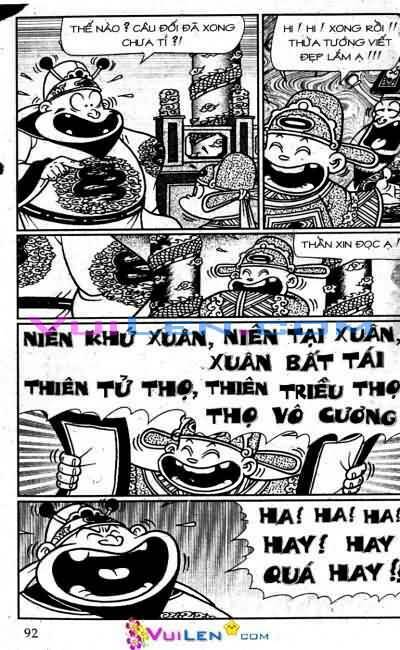 THẾ NÀO ? CÂU ĐỐI ĐÃ XONG
CHƯA TỈ ?!
HI ! HI ! XONG RỒI !!
THỪA TƯỚNG VIẾT
ĐẸP LẮM Ạ !!!
THẦN XIN ĐỌC Ạ !
VUILEN.COM
NIÊN KHỨ XUÂN, NIÊN TẠI XUÂN,
XUÂN BẤT TÁI
THIÊN TỬ THỌ, THIÊN TRIỀU THỌ
THỌ VÔ CƯƠNG
HA! HA! HA!
HAY! HAY
QUÁ HAY!!
92
VUILEN.COM